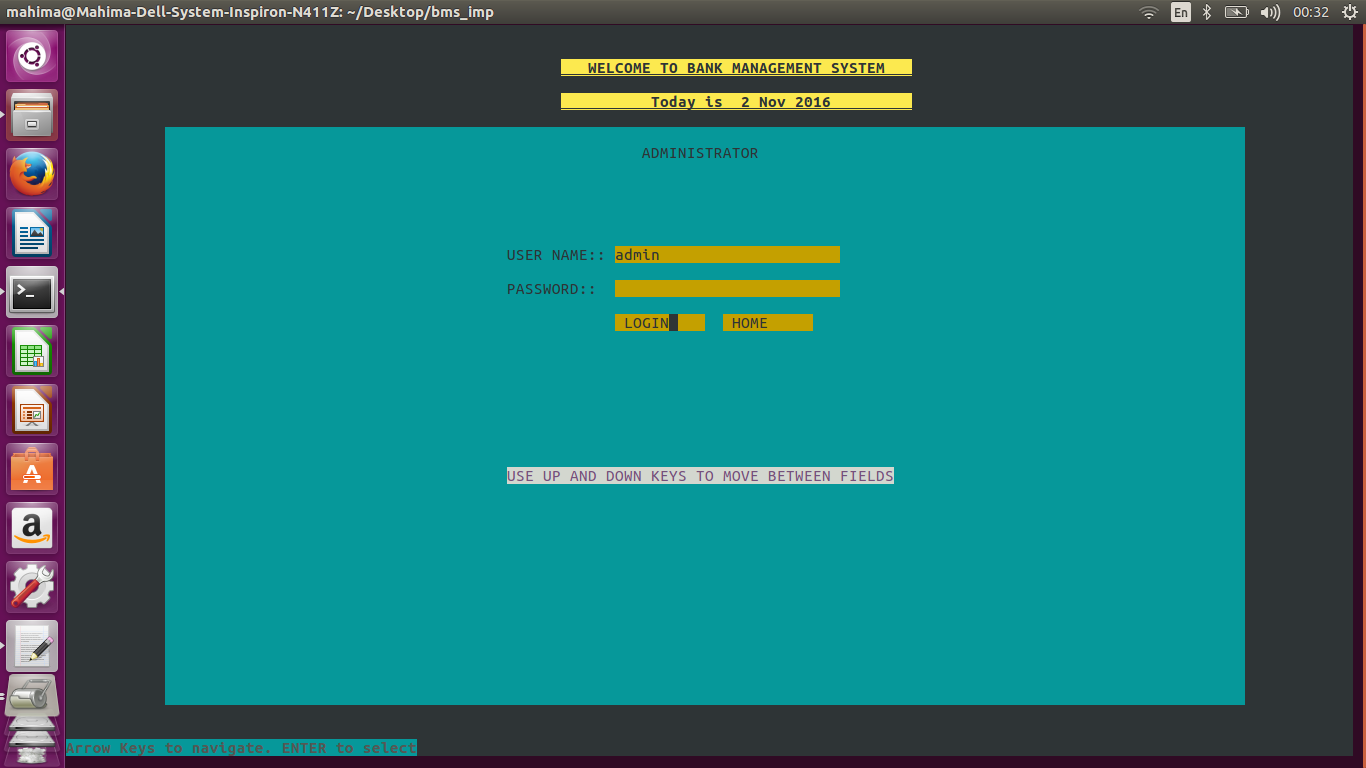 mahima@Mahima-Dell-System-Inspiron-N411Z: ~/Desktop/bms_imp En 00:32
WELCOME TO BANK MANAGEMENT SYSTEM
Today is  2 Nov 2016
ADMINISTRATOR
USER NAME:: admin
PASSWORD::
LOGIN HOME
USE UP AND DOWN KEYS TO MOVE BETWEEN FIELDS
Arrow Keys to navigate. ENTER to select